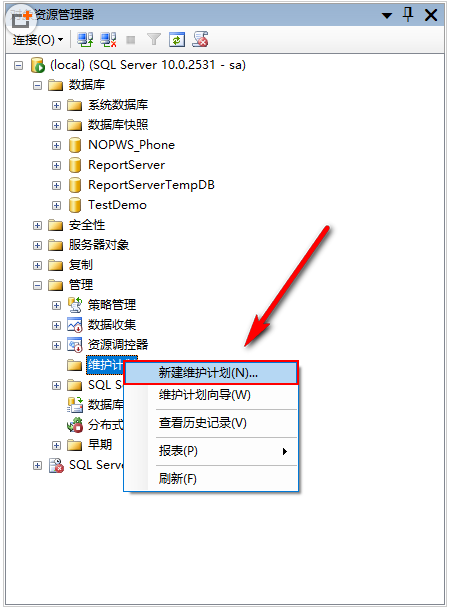 资源管理器
连接(O)
(local) (SQL Server 10.0.2531 - sa)
数据库
系统数据库
数据库快照
NOPWS_Phone
ReportServer
ReportServerTempDB
TestDemo
安全性
服务器对象
复制
管理
策略管理
数据收集
资源调控器
维护计
新建维护计划(N)...
SQL Se
维护计划向导(W)
数据库
查看历史记录(V)
分布式
报表(P)
早期
SQL Server
刷新(F)